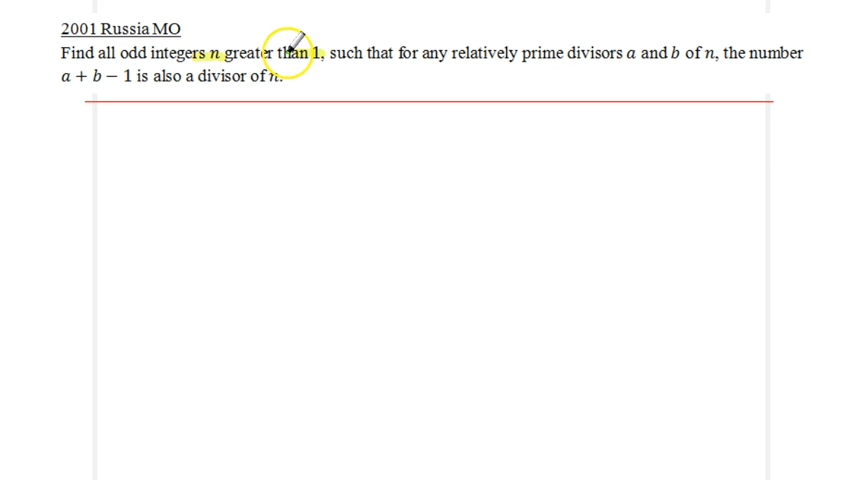 2001 Russia MO
Find all odd integers n greater than 1, such that for any relatively prime divisors a and b of n, the number
a + b − 1 is also a divisor of n.